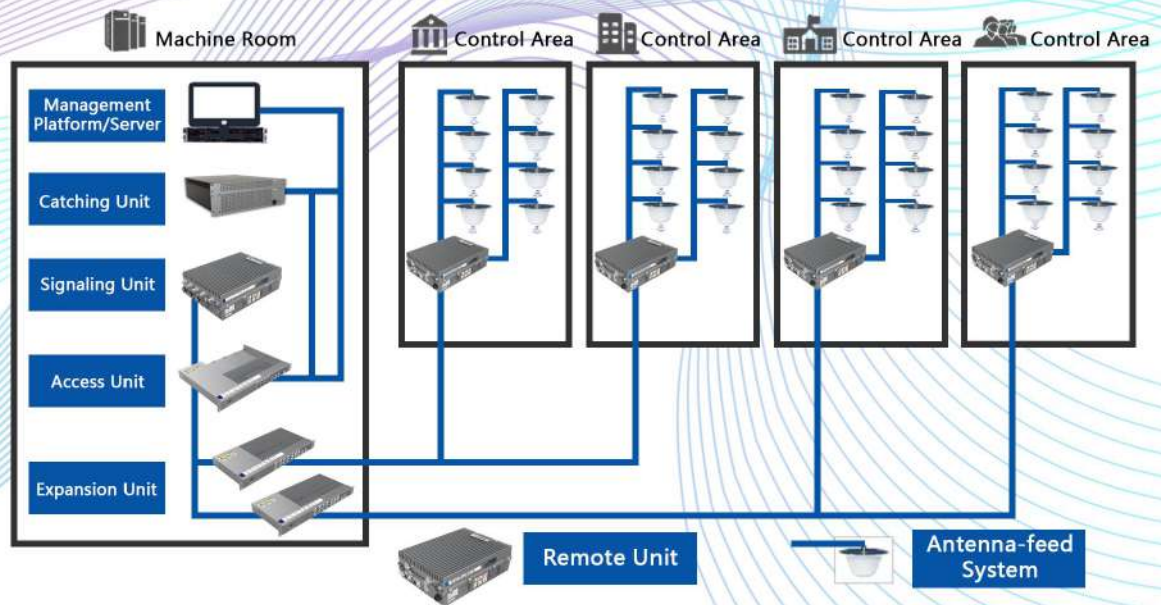 Machine Room
Control Area
Control Area
Control Area
Control Area
Management
Platform/Server
Catching Unit
Signaling Unit
Access Unit
Expansion Unit
Remote Unit
Antenna-feed
System